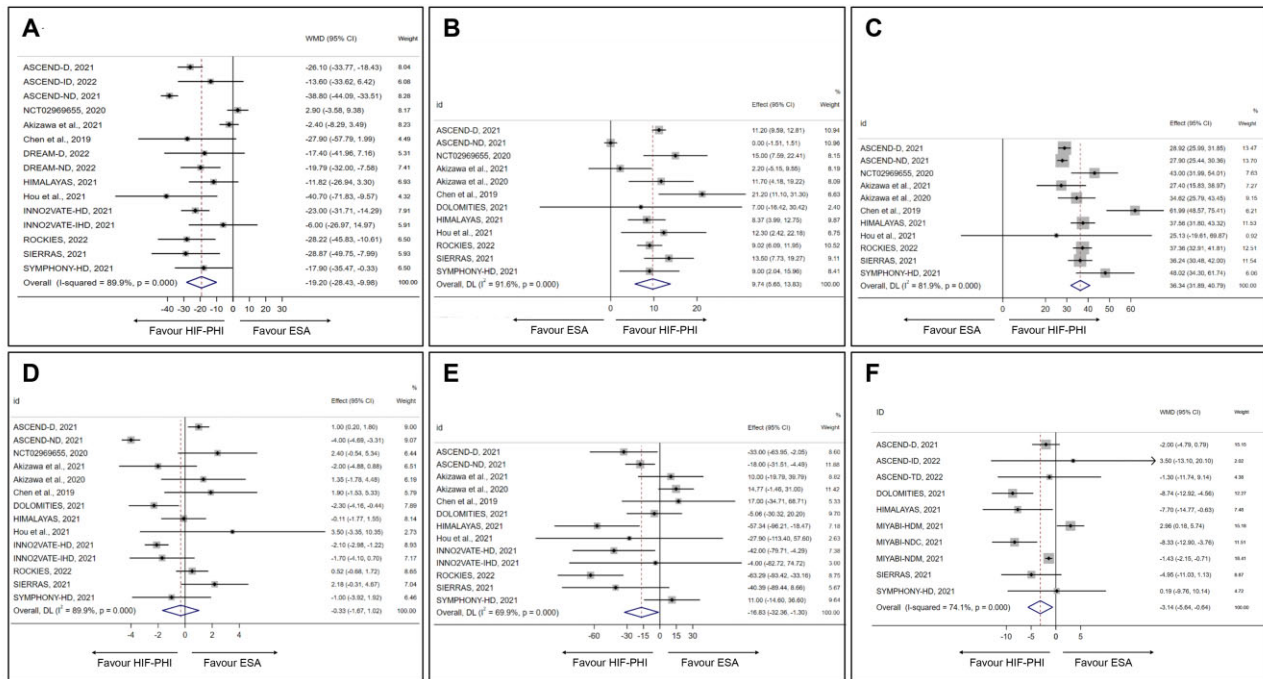 A
WMD (95% CI) Weight
ASCEND-D, 2021 -26.10 (-33.77, -18.43) 8.04
ASCEND-ID, 2022 -13.60 (-33.62, 6.42) 6.08
ASCEND-ND, 2021 -38.80 (-44.09, -33.51) 8.28
NCT02969655, 2020 2.90 (-3.58, 9.38) 8.17
Akizawa et al., 2021 -2.40 (-8.29, 3.49) 8.23
Chen et al., 2019 -27.90 (-57.79, 1.99) 4.49
DREAM-D, 2022 -17.40 (-41.96, 7.16) 5.31
DREAM-ND, 2022 -19.79 (-32.00, -7.58) 7.41
HIMALAYAS, 2021 -11.82 (-26.94, 3.30) 6.93
Hou et al., 2021 -40.70 (-71.83, -9.57) 4.32
INNO2VATE-HD, 2021 -23.00 (-31.71, -14.29) 7.91
INNO2VATE-IHD, 2021 -6.00 (-26.97, 14.97) 5.91
ROCKIES, 2022 -28.22 (-45.83, -10.61) 6.50
SIERRAS, 2021 -28.87 (-49.75, -7.99) 5.93
SYMPHONY-HD, 2021 -17.90 (-35.47, -0.33) 6.50
Overall (I-squared = 89.9%, p = 0.000) -19.20 (-28.43, -9.98) 100.00
-40 -30 -20 -10 0 10 20 30
Favour HIF-PHI Favour ESA
B
%
id Effect (95% CI) Weight
ASCEND-D, 2021 11.20 (9.59, 12.81) 10.94
ASCEND-ND, 2021 0.00 (-1.51, 1.51) 10.96
NCT02969655, 2020 15.00 (7.59, 22.41) 8.15
Akizawa et al., 2021 2.20 (-5.15, 9.55) 8.19
Akizawa et al., 2020 11.70 (4.18, 19.22) 8.09
Chen et al., 2019 21.20 (11.10, 31.30) 6.64
DOLOMITIES, 2021 7.00 (-16.42, 30.42) 2.40
HIMALAYAS, 2021 8.37 (3.99, 12.75) 9.87
Hou et al., 2021 12.30 (2.42, 22.18) 6.75
ROCKIES, 2022 9.02 (6.09, 11.95) 10.52
SIERRAS, 2021 13.50 (7.73, 19.27) 9.11
SYMPHONY-HD, 2021 9.00 (2.04, 15.96) 8.41
Overall, DL (I² = 91.6%, p = 0.000) 9.74 (5.65, 13.83) 100.00
0 20
Favour ESA Favour HIF-PHI
C
%
id Effect (95% CI) Weight
ASCEND-D, 2021 28.92 (25.99, 31.85) 13.47
ASCEND-ND, 2021 27.90 (25.44, 30.36) 13.70
NCT02969655, 2020 43.00 (31.99, 54.01) 7.63
Akizawa et al., 2021 27.40 (15.83, 38.97) 7.27
Akizawa et al., 2020 34.62 (25.79, 43.45) 9.15
Chen et al., 2019 61.99 (48.57, 75.41) 6.21
HIMALAYAS, 2021 37.56 (31.80, 43.32) 11.53
Hou et al., 2021 25.13 (-19.61, 69.87) 0.92
ROCKIES, 2022 37.36 (32.91, 41.81) 12.51
SIERRAS, 2021 36.24 (30.48, 42.00) 11.54
SYMPHONY-HD, 2021 48.02 (34.30, 61.74) 6.06
Overall, DL (I² = 81.9%, p = 0.000) 36.34 (31.89, 40.79) 100.00
0 10 20 30 40 50 60
Favour ESA Favour HIF-PHI
D
%
id Effect (95% CI) Weight
ASCEND-D, 2021 1.00 (0.20, 1.80) 9.00
ASCEND-ND, 2021 -4.00 (-4.69, -3.31) 9.07
NCT02969655, 2020 2.40 (-0.54, 5.34) 6.44
Akizawa et al., 2021 -2.00 (-4.88, 0.88) 6.51
Akizawa et al., 2020 1.35 (-1.78, 4.48) 6.19
Chen et al., 2019 1.90 (-1.53, 5.33) 5.79
DOLOMITIES, 2021 -2.30 (-4.16, -0.44) 7.89
HIMALAYAS, 2021 -0.11 (-1.77, 1.55) 8.14
Hou et al., 2021 3.50 (-3.35, 10.35) 2.73
INNO2VATE-HD, 2021 -2.10 (-2.98, -1.22) 8.93
INNO2VATE-IHD, 2021 -1.70 (-4.10, 0.70) 7.17
ROCKIES, 2022 0.52 (-0.68, 1.72) 8.65
SIERRAS, 2021 2.18 (-0.31, 4.67) 7.04
SYMPHONY-HD, 2021 -1.00 (-3.92, 1.92) 6.46
Overall, DL (I² = 89.9%, p = 0.000) -0.33 (-1.67, 1.02) 100.00
-4 -2 0 2 4
Favour HIF-PHI Favour ESA
E
%
id Effect (95% CI) Weight
ASCEND-D, 2021 -33.00 (-63.95, -2.05) 8.60
ASCEND-ND, 2021 -18.00 (-31.51, -4.49) 11.88
Akizawa et al., 2021 10.00 (-19.79, 39.79)
Akizawa et al., 2020 14.77 (-1.46, 31.00) 11.42
Chen et al., 2019 17.00 (-34.71, 68.71) 5.33
DOLOMITIES, 2021 -5.06 (-30.32, 20.20) 9.70
HIMALAYAS, 2021 -57.34 (-96.21, -18.47) 7.18
Hou et al., 2021 -27.90 (-113.40, 57.60) 2.63
INNO2VATE-HD, 2021 -42.00 (-79.71, -4.29) 7.36
INNO2VATE-IHD, 2021 -4.00 (-82.72, 74.72) 3.00
ROCKIES, 2022 -63.29 (-93.42, -33.16) 8.75
SIERRAS, 2021 -40.39 (-89.44, 8.66) 5.67
SYMPHONY-HD, 2021 11.00 (-14.60, 36.60) 9.64
Overall, DL (I² = 69.9%, p = 0.000) -16.83 (-32.36, -1.30) 100.00
-60 -45 -30 -15 0 15 30
Favour HIF-PHI Favour ESA
F
%
ID WMD (95% CI) Weight
ASCEND-D, 2021 -2.00 (-4.79, 0.79) 15.15
ASCEND-ID, 2022 3.50 (-13.10, 20.10) 2.02
ASCEND-TD, 2022 -1.30 (-11.74, 9.14) 4.38
DOLOMITIES, 2021 -8.74 (-12.92, -4.56) 12.27
HIMALAYAS, 2021 -7.70 (-14.77, -0.63) 7.46
MIYABI-HDM, 2021 2.96 (0.18, 5.74) 15.18
MIYABI-NDC, 2021 -8.33 (-12.90, -3.76) 11.51
MIYABI-NDM, 2021 -1.43 (-2.15, -0.71)
SIERRAS, 2021 -4.95 (-11.03, 1.13) 8.87
SYMPHONY-HD, 2021 0.19 (-9.76, 10.14) 4.72
Overall (I-squared = 74.1%, p = 0.000) -3.14 (-5.64, -0.64) 100.00
-10 -5 0 5
Favour HIF-PHI Favour ESA